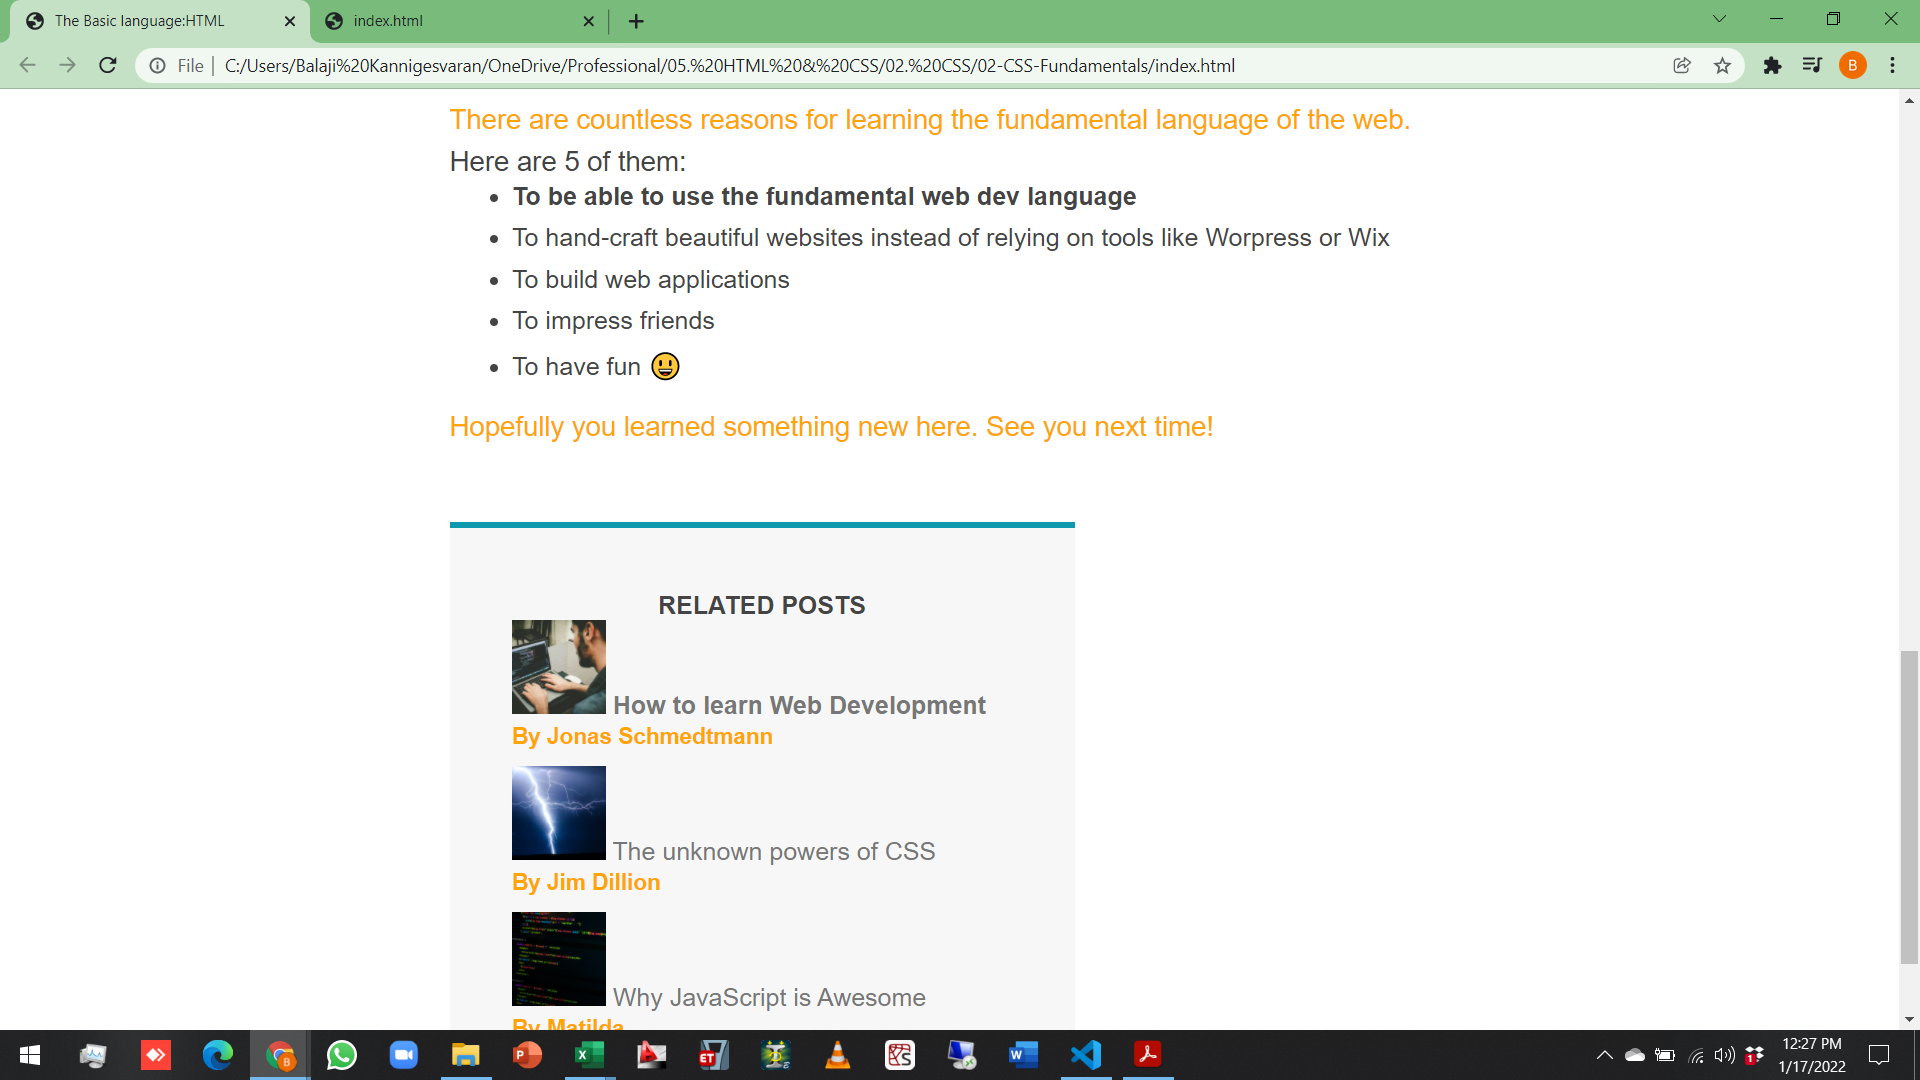 The Basic language:HTML
index.html
File
C:/Users/Balaji%20Kannigesvaran/OneDrive/Professional/05.%20HTML%20&%20CSS/02.%20CSS/02-CSS-Fundamentals/index.html
B
There are countless reasons for learning the fundamental language of the web.
Here are 5 of them:
To be able to use the fundamental web dev language
To hand-craft beautiful websites instead of relying on tools like Worpress or Wix
To build web applications
To impress friends
To have fun 😃
Hopefully you learned something new here. See you next time!
RELATED POSTS
How to learn Web Development
By Jonas Schmedtmann
The unknown powers of CSS
By Jim Dillion
Why JavaScript is Awesome
By Matilda
12:27 PM
1/17/2022